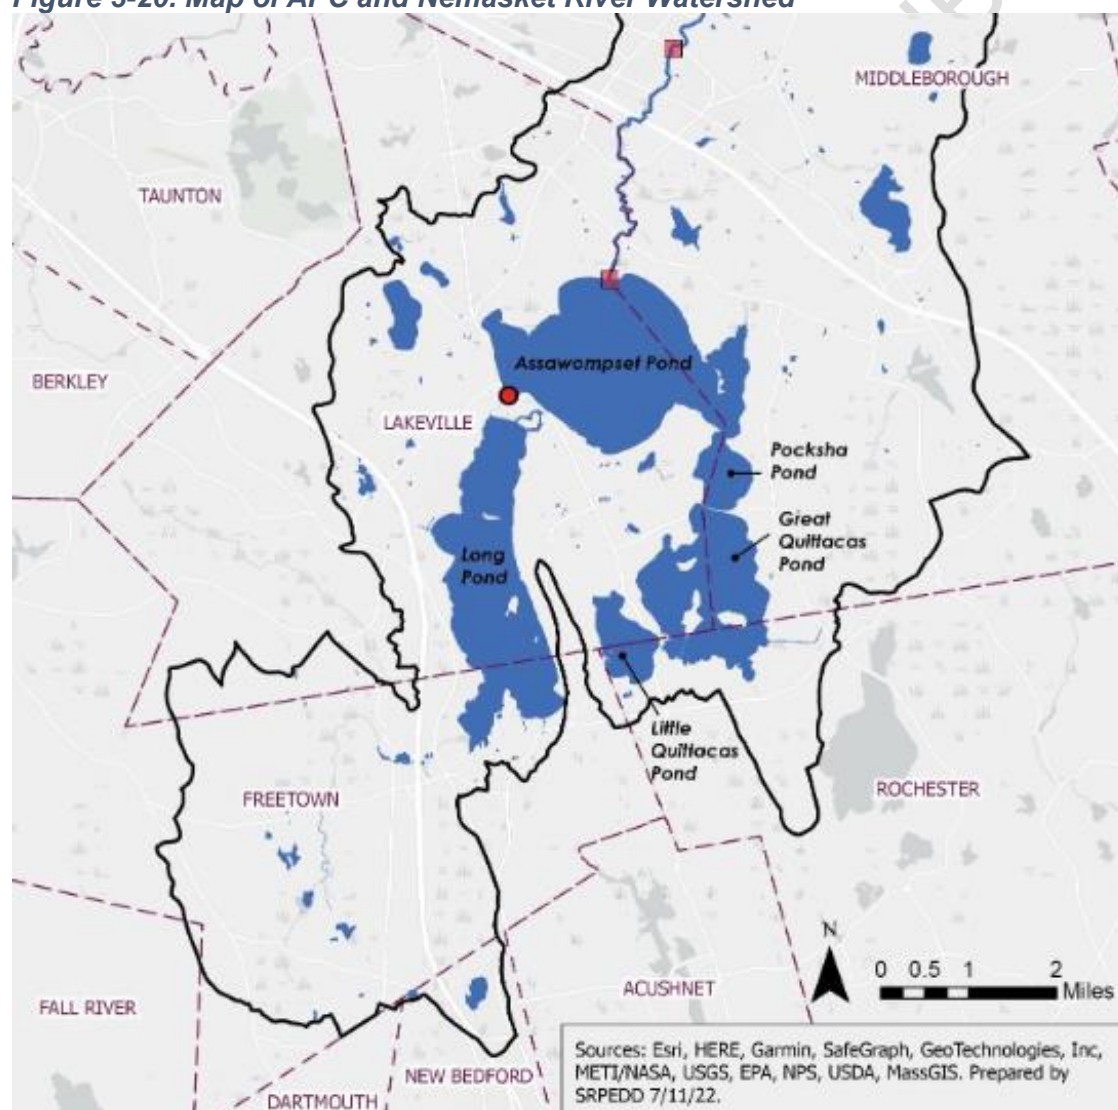 Figure 3-20: Map of APC and Nemasket River Watershed
MIDDLEBOROUGH
TAUNTON
Assawompset Pond
BERKLEY
LAKEVILLE
Pocksha
Pond
Great
Quittacas
Pond
Long
Pond
Little
Quittacas
Pond
ROCHESTER
FREETOWN
N
0 0.5 1 2
Miles
ACUSHNET
FALL RIVER
Sources: Esri, HERE, Garmin, SafeGraph, GeoTechnologies, Inc,
METI/NASA, USGS, EPA, NPS, USDA, MassGIS. Prepared by
SRPEDD 7/11/22.
NEW BEDFORD
DARTMOUTH